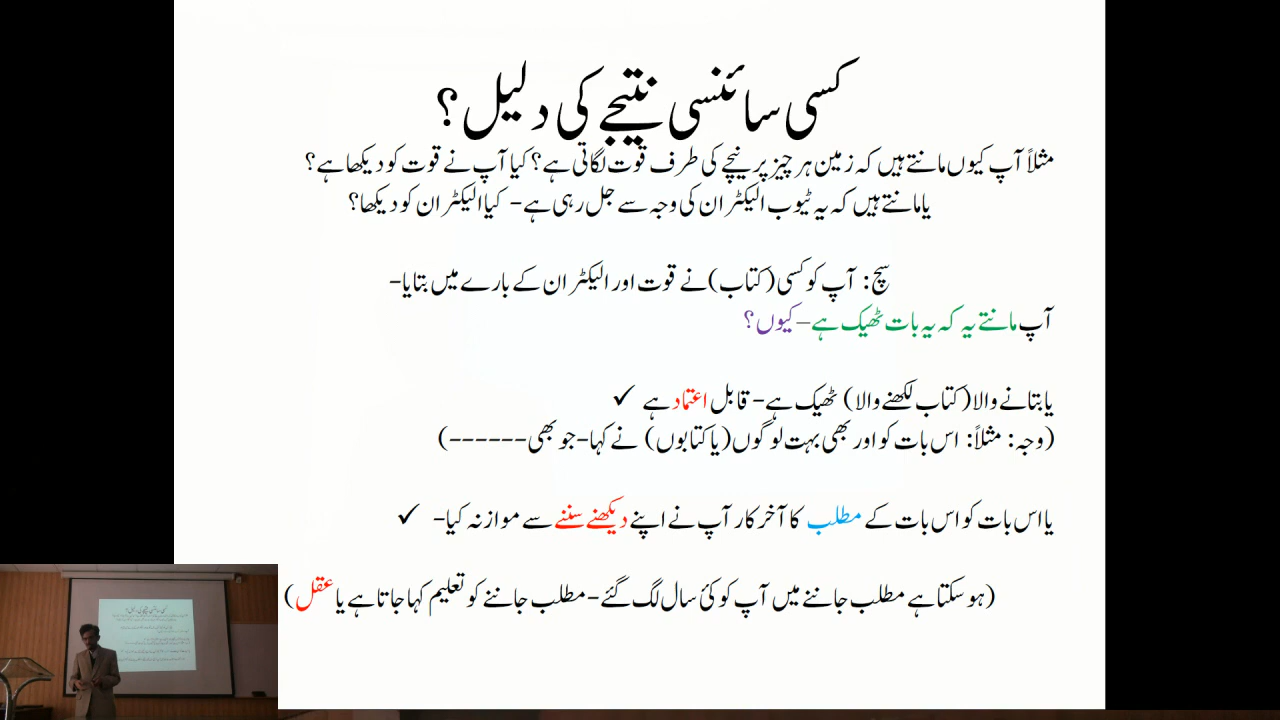 کسی سائنسی نتیجے کی دلیل؟
مثلاً آپ کیوں مانتے ہیں کہ زمین ہر چیز پر نیچے کی طرف قوت لگاتی ہے؟ کیا آپ نے قوت کو دیکھا ہے؟
یا مانتے ہیں کہ یہ ٹیوب الیکٹران کی وجہ سے جل رہی ہے- کیا الیکٹران کو دیکھا؟
سچ: آپ کو کسی (کتاب) نے قوت اور الیکٹران کے بارے میں بتایا-
آپ مانتے یہ کہ یہ بات ٹھیک ہے–کیوں؟
یا بتانے والا (کتاب لکھنے والا) ٹھیک ہے- قابل اعتماد ہے ✓
(وجہ: مثلاً: اس بات کو اور بھی بہت لوگوں (یا کتابوں) نے کہا-جو بھی------)
یا اس بات کو اس بات کے مطلب کا آخر کار آپ نے اپنے دیکھنے سننے سے موازنہ کیا- ✓
(ہو سکتا ہے مطلب جاننے میں آپ کو کئی سال لگ گئے-مطلب جاننے کو تعلیم کہا جاتا ہے یا عقل)